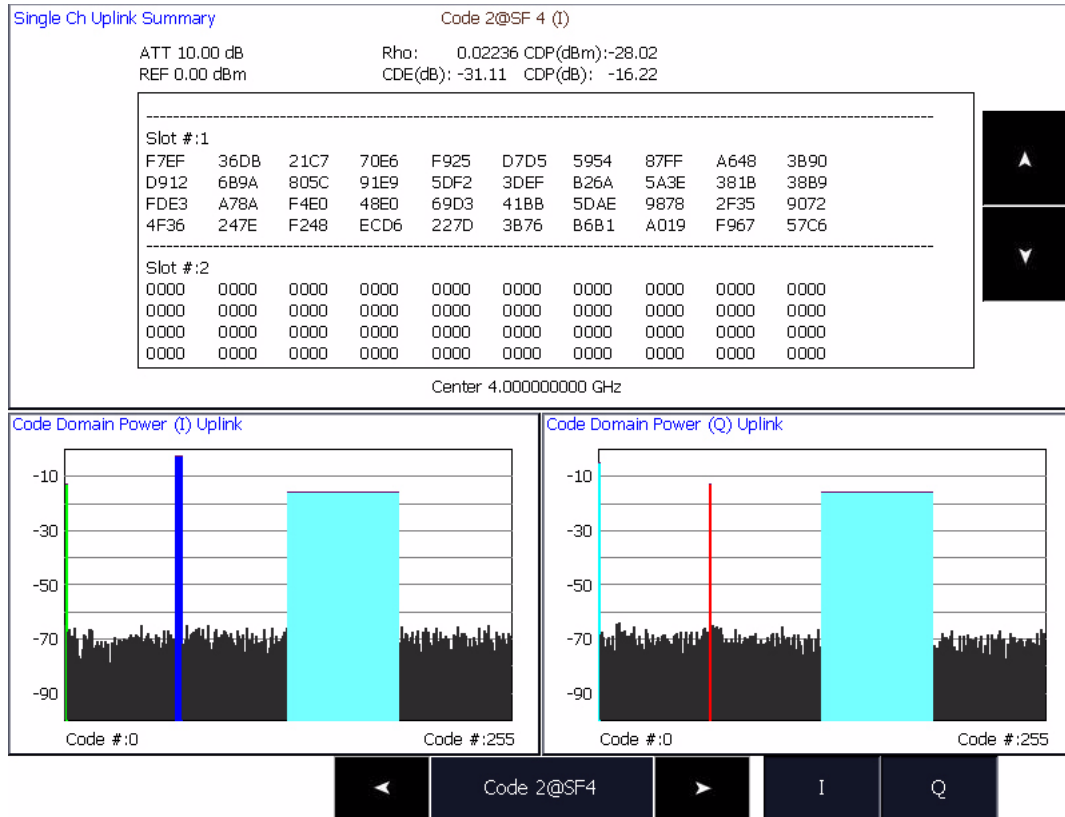 Single Ch Uplink Summary Code 2@SF 4 (I)
ATT 10.00 dB Rho: 0.02236 CDP(dBm):-28.02
REF 0.00 dBm CDE(dB): -31.11 CDP(dB): -16.22
Slot #:1
F7EF 36DB 21C7 70E6 F925 D7D5 5954 87FF A648 3B90
D912 6B9A 805C 91E9 5DF2 3DEF B26A 5A3E 381B 38B9
FDE3 A78A F4E0 48E0 69D3 41BB 5DAE 9878 2F35 9072
4F36 247E F248 ECD6 227D 3B76 B6B1 A019 F967 57C6
Slot #:2
0000 0000 0000 0000 0000 0000 0000 0000 0000 0000
0000 0000 0000 0000 0000 0000 0000 0000 0000 0000
0000 0000 0000 0000 0000 0000 0000 0000 0000 0000
0000 0000 0000 0000 0000 0000 0000 0000 0000 0000
Center 4.000000000 GHz
Code Domain Power (I) Uplink
-10
-30
-50
-70
-90
Code #:0 Code #:255
Code Domain Power (Q) Uplink
-10
-30
-50
-70
-90
Code #:0 Code #:255
Code 2@SF4 I Q